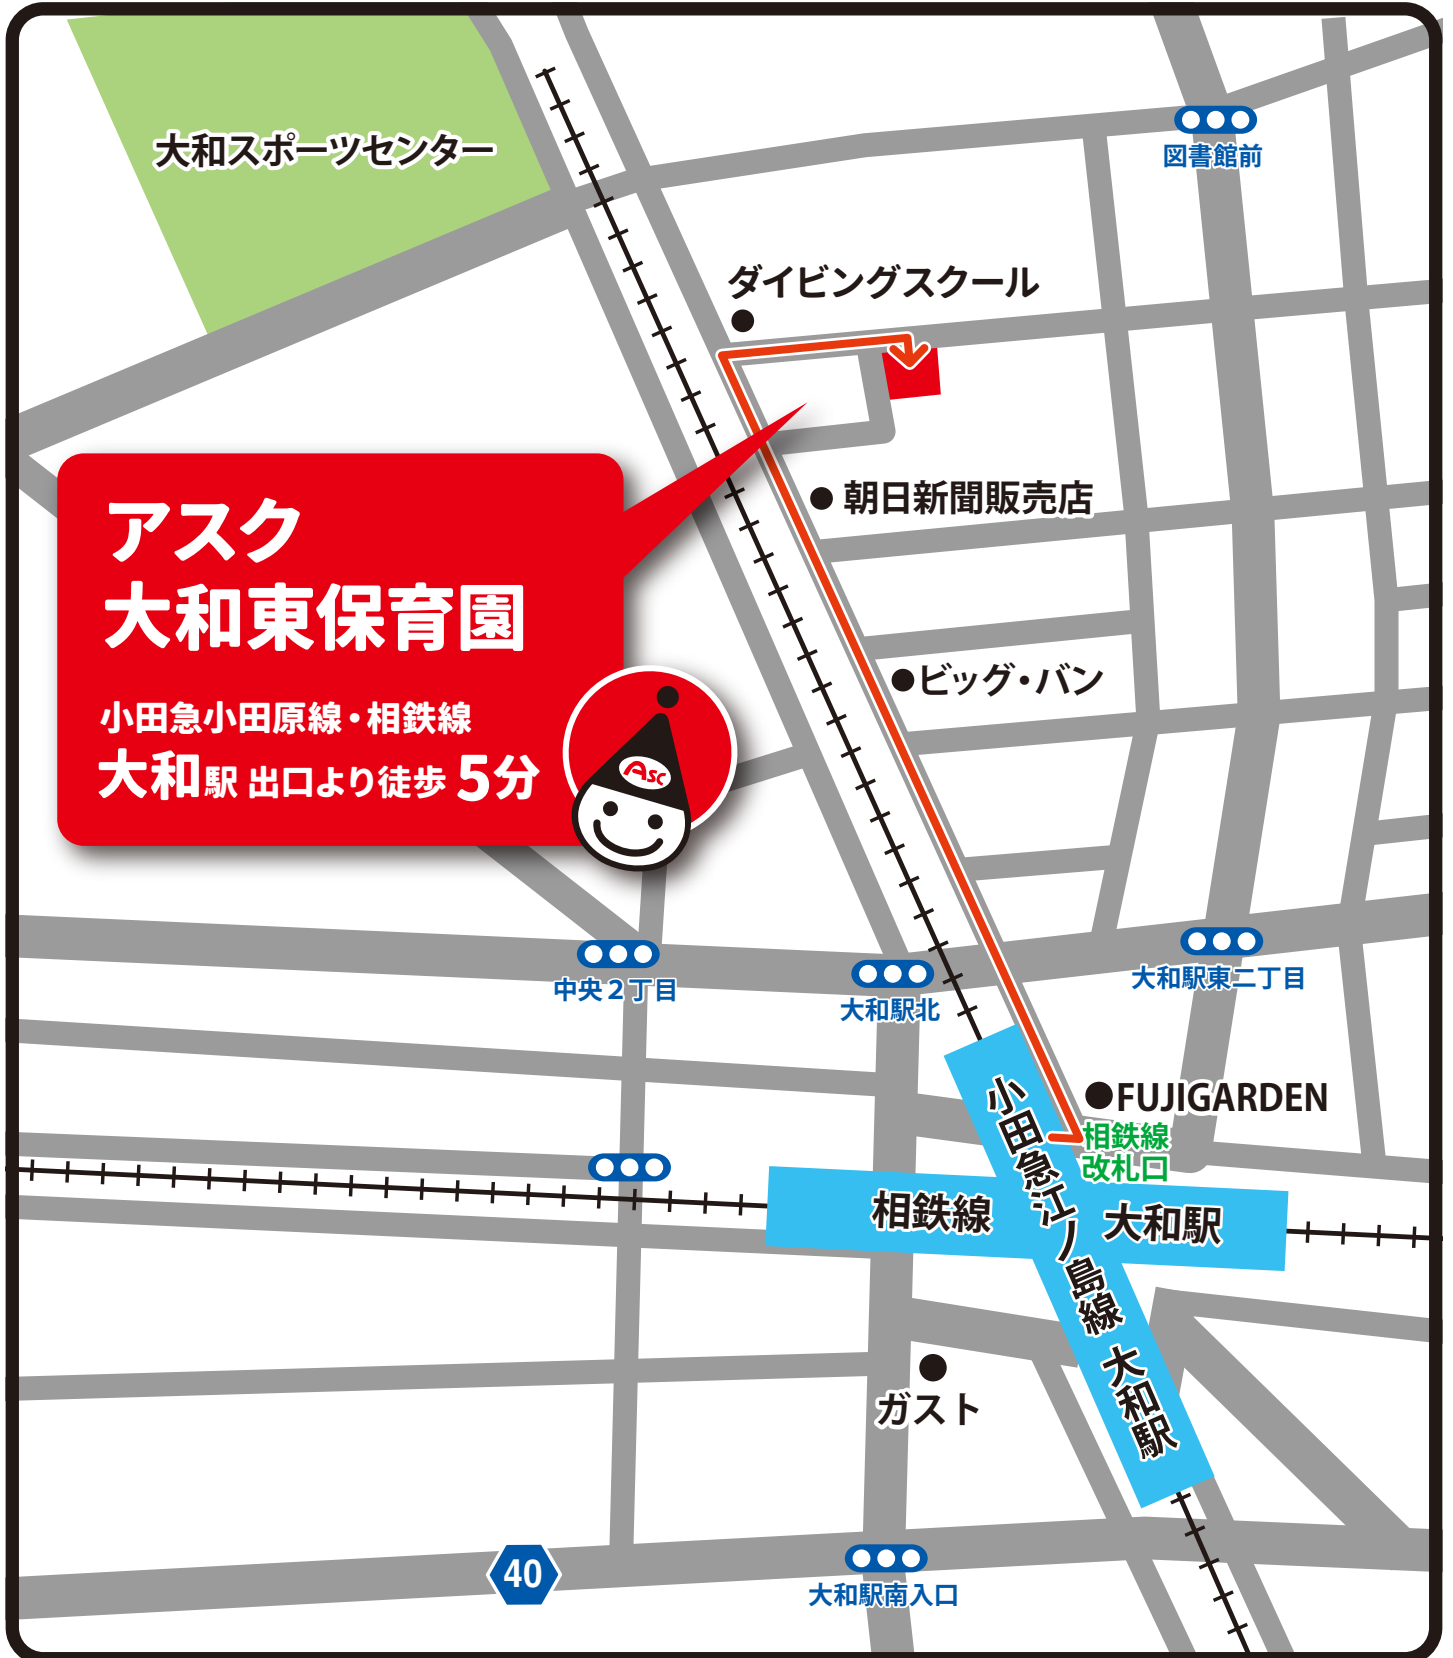 大和スポーツセンター
図書館前
ダイビングスクール
朝日新聞販売店
アスク
大和東保育園
小田急小田原線・相鉄線
大和駅 出口より徒歩 5分
ASC
ビッグ・バン
中央２丁目
大和駅北
大和駅東二丁目
FUJIGARDEN
相鉄線
改札口
小田急江ノ島線 大和駅
相鉄線 大和駅
ガスト
40
大和駅南入口